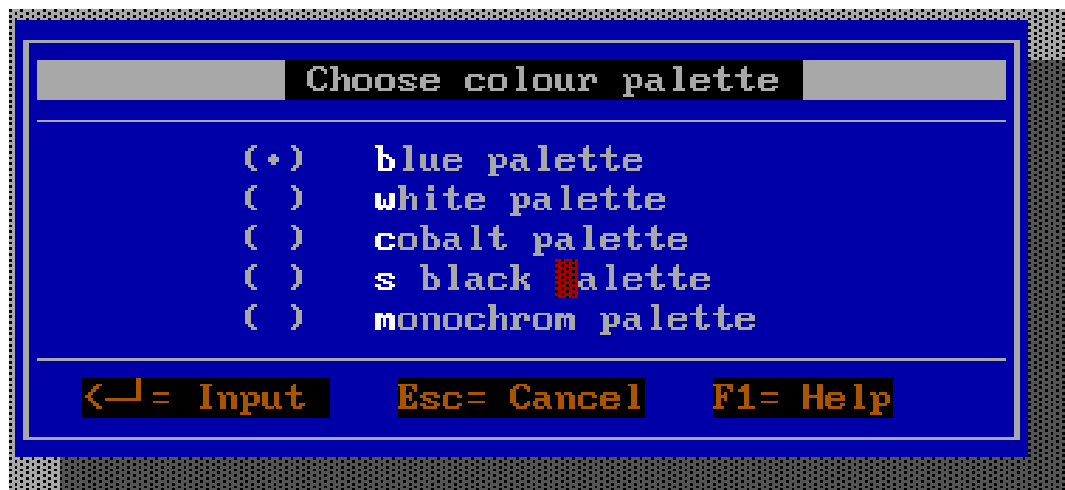 Choose colour palette
(•) blue palette
( ) white palette
( ) cobalt palette
( ) s black alette
( ) monochrom palette
<─┘= Input Esc= Cancel F1= Help